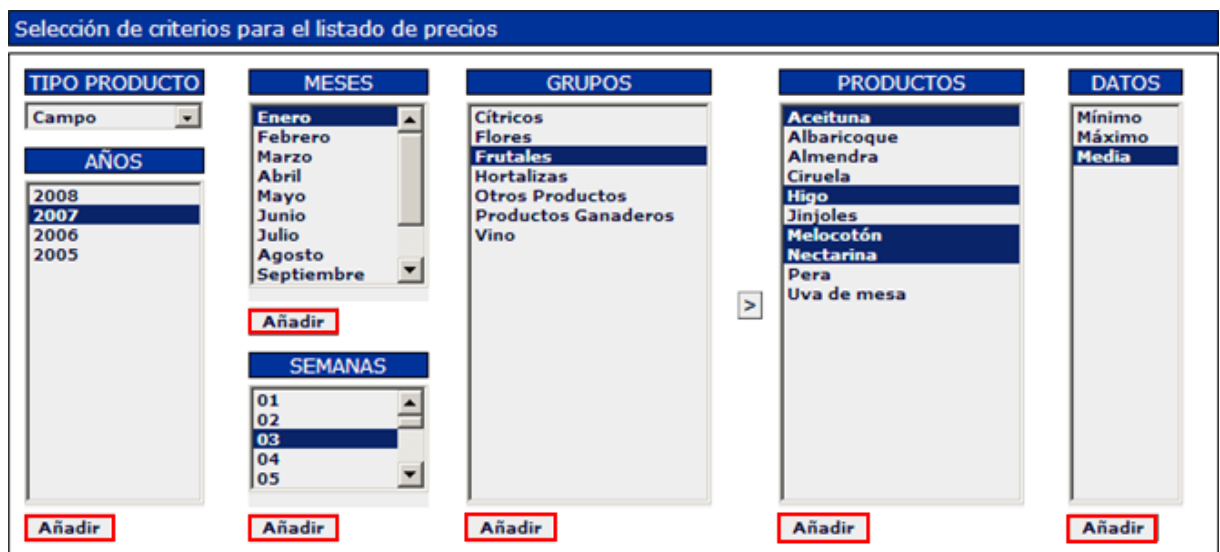 Selección de criterios para el listado de precios
TIPO PRODUCTO
Campo
AÑOS
2008
2007
2006
2005
Añadir
MESES
Enero
Febrero
Marzo
Abril
Mayo
Junio
Julio
Agosto
Septiembre
Añadir
SEMANAS
01
02
03
04
05
Añadir
GRUPOS
Cítricos
Flores
Frutales
Hortalizas
Otros Productos
Productos Ganaderos
Vino
Añadir
>
PRODUCTOS
Aceituna
Albaricoque
Almendra
Ciruela
Higo
Jinjoles
Melocotón
Nectarina
Pera
Uva de mesa
Añadir
DATOS
Mínimo
Máximo
Media
Añadir